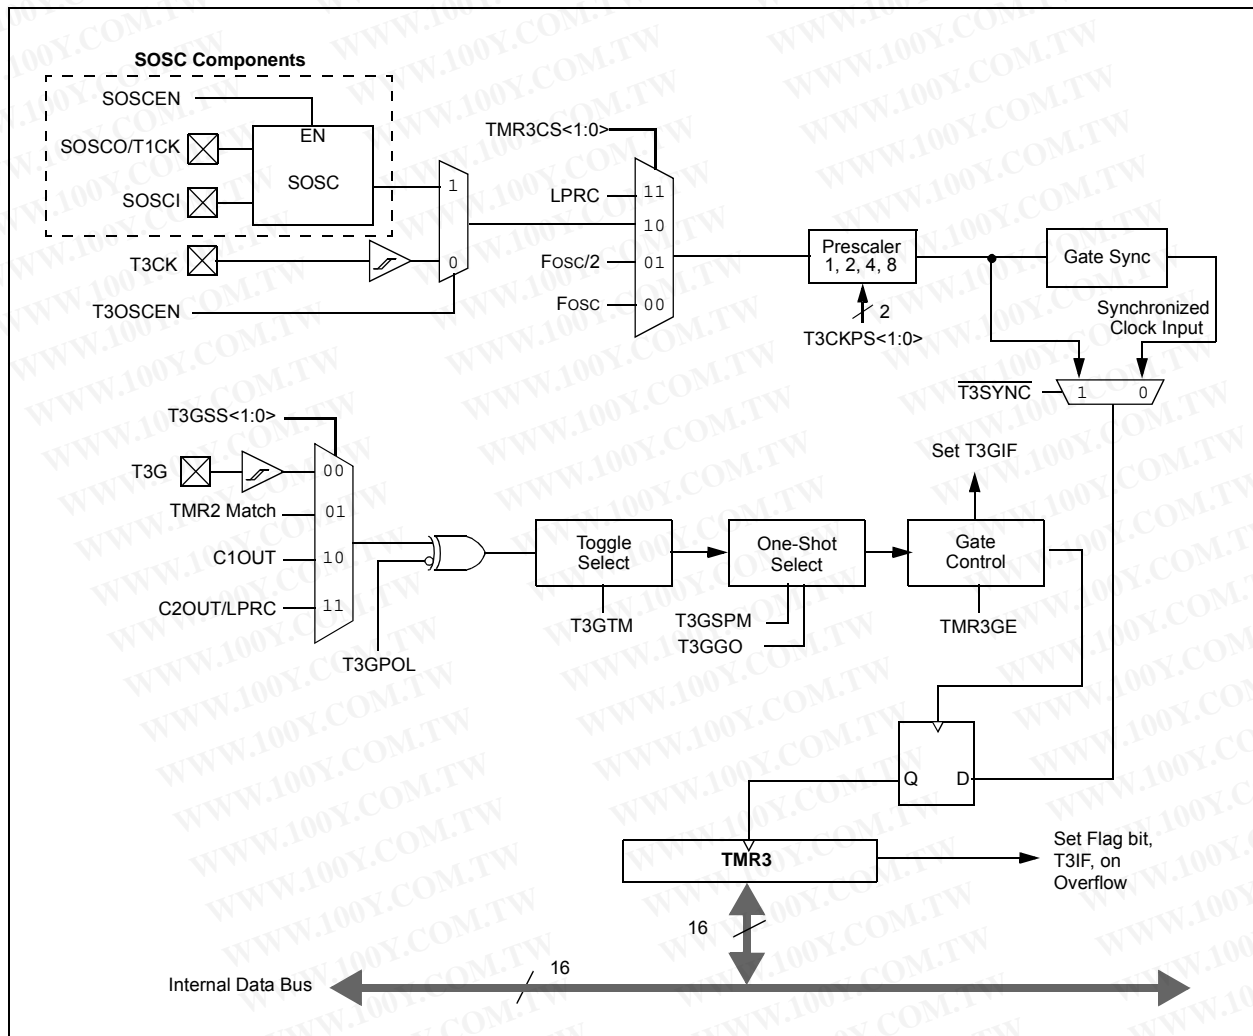 SOSC Components
SOSCEN
EN
SOSCO/T1CK
SOSC
SOSCI
T3CK
T3OSCEN
1
0
TMR3CS<1:0>
LPRC
11
10
FOSC/2
01
FOSC
00
Prescaler
1, 2, 4, 8
2
T3CKPS<1:0>
Gate Sync
Synchronized
Clock Input
T3SYNC
1
0
T3GSS<1:0>
T3G
00
TMR2 Match
01
C1OUT
10
C2OUT/LPRC
11
T3GPOL
Toggle
Select
T3GTM
One-Shot
Select
T3GSPM
T3GGO
Set T3GIF
Gate
Control
TMR3GE
Q
D
TMR3
Set Flag bit,
T3IF, on
Overflow
16
16
Internal Data Bus
WWW.100Y.COM.TW